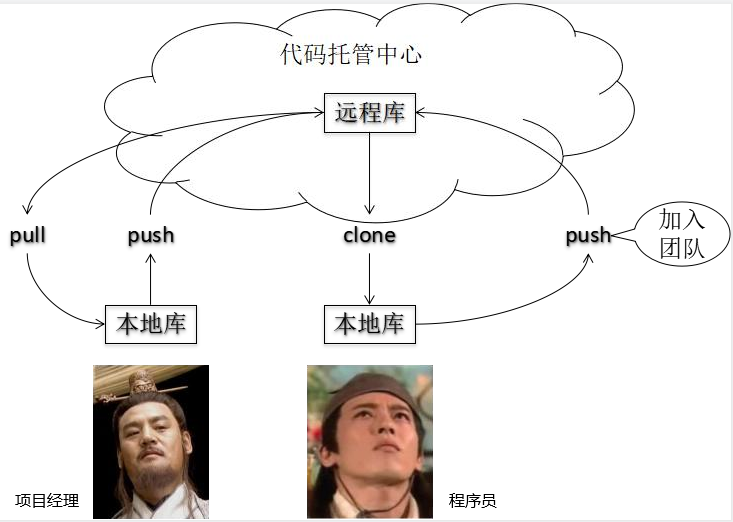 代码托管中心
远程库
pull
push
clone
push
加入
团队
本地库
本地库
项目经理
程序员